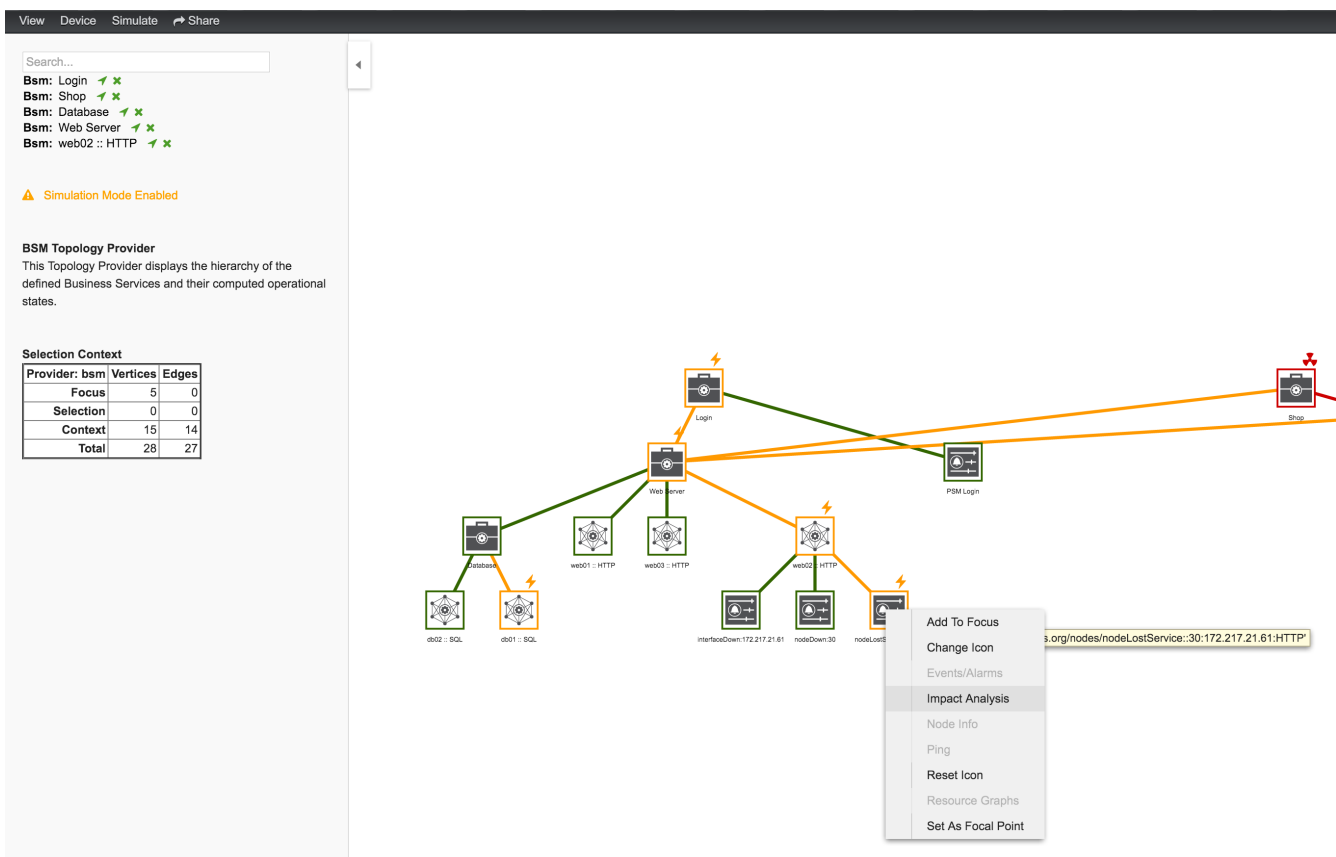 View Device Simulate Share
Search...
Bsm: Login
Bsm: Shop
Bsm: Database
Bsm: Web Server
Bsm: web02 :: HTTP
Simulation Mode Enabled
BSM Topology Provider
This Topology Provider displays the hierarchy of the
defined Business Services and their computed operational
states.
Selection Context
Provider: bsm Vertices Edges
Focus 5 0
Selection 0 0
Context 15 14
Total 28 27
Login
Shop
Web Server
PSM Login
Database
web01 :: HTTP
web03 :: HTTP
web02 :: HTTP
db02 :: SQL
db01 :: SQL
interfaceDown:172.217.21.61
nodeDown:30
nodeLostS
s.org/nodes/nodeLostService::30:172.217.21.61:HTTP'
Add To Focus
Change Icon
Events/Alarms
Impact Analysis
Node Info
Ping
Reset Icon
Resource Graphs
Set As Focal Point